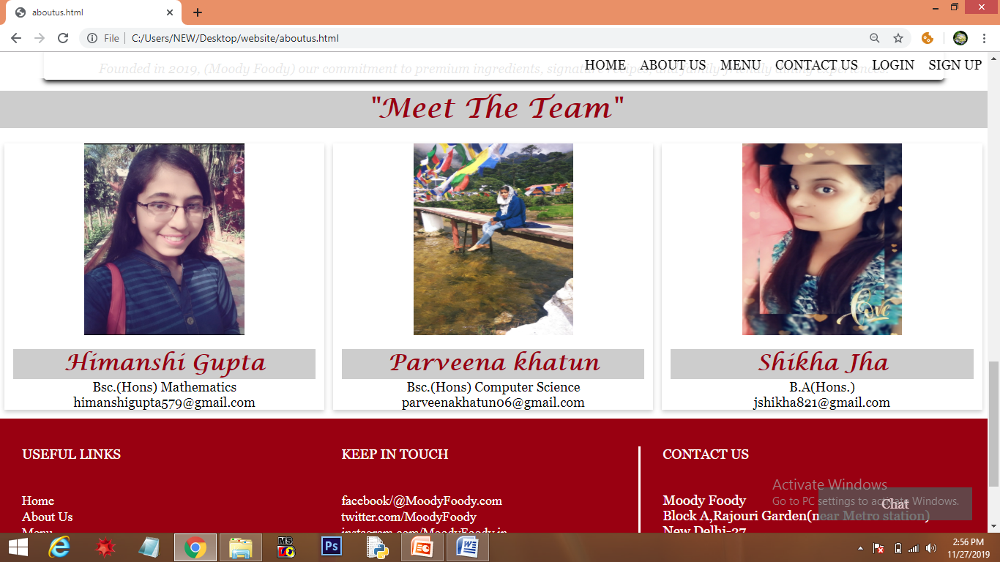 aboutus.html
File
C:/Users/NEW/Desktop/website/aboutus.html
HOME ABOUT US MENU CONTACT US LOGIN SIGN UP
Founded in 2019, (Moody Foody) our commitment to premium ingredients, signature recipes, and family-friendly dining experiences.
"Meet The Team"
Love
Himanshi Gupta
Bsc.(Hons) Mathematics
himanshigupta579@gmail.com
Parveena khatun
Bsc.(Hons) Computer Science
parveenakhatun06@gmail.com
Shikha Jha
B.A(Hons.)
jshikha821@gmail.com
USEFUL LINKS
Home
About Us
Menu
KEEP IN TOUCH
facebook/@MoodyFoody.com
twitter.com/MoodyFoody
instagram.com/MoodyFoody.in
CONTACT US
Moody Foody
Block A,Rajouri Garden(near Metro station)
New Delhi-27
Activate Windows
Go to PC settings to activate Windows.
Chat
MS
Ps
2:56 PM
11/27/2019